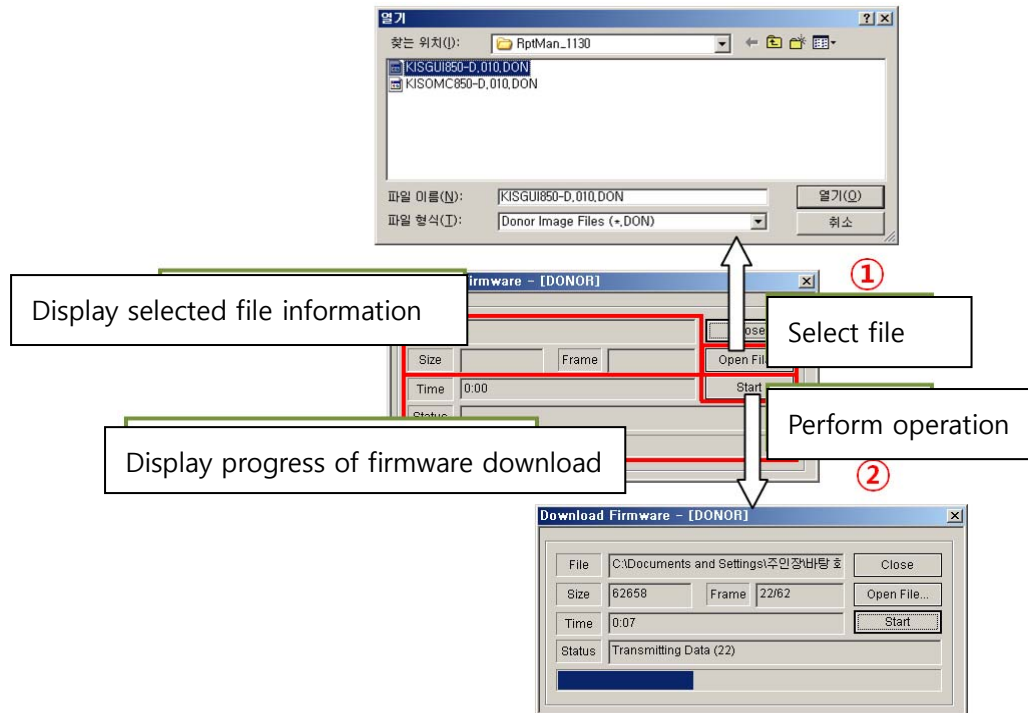 열기
찾는 위치(I): RptMan_1130
KISGUI850-D,010,DON
KISOMC850-D,010,DON
파일 이름(N): KISGUI850-D,010,DON 열기(O)
파일 형식(T): Donor Image Files (*,DON) 취소
①
[DONOR]
Display selected file information
Select file
Size Frame
Time 0:00 Start
Perform operation
Display progress of firmware download
②
Download Firmware - [DONOR]
File C:\Documents and Settings\주인장\바탕 Close
Size 62658 Frame 22/62 Open File...
Time 0:07 Start
Status Transmitting Data (22)